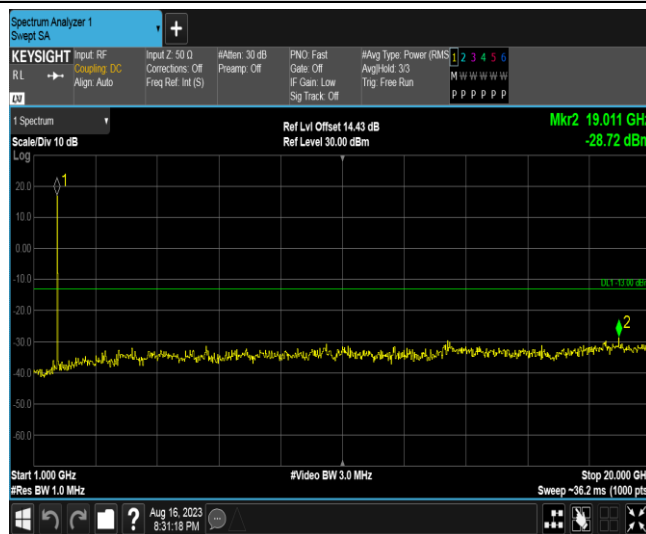 Spectrum Analyzer 1
Swept SA
+
KEYSIGHT
RL
LXI
Input: RF
Coupling: DC
Align: Auto
Input Z: 50 Ω
Corrections: Off
Freq Ref: Int (S)
#Atten: 30 dB
Preamp: Off
PNO: Fast
Gate: Off
IF Gain: Low
Sig Track: Off
#Avg Type: Power (RMS
Avg|Hold: 3/3
Trig: Free Run
1 2 3 4 5 6
M W W W W W
P P P P P P
1 Spectrum
Scale/Div 10 dB
Log
Ref Lvl Offset 14.43 dB
Ref Level 30.00 dBm
Mkr2 19.011 GHz
-28.72 dBm
1
20.0
10.0
0.00
-10.0
DL1 -13.00 dBm
-20.0
2
-30.0
-40.0
-50.0
-60.0
Start 1.000 GHz
#Res BW 1.0 MHz
#Video BW 3.0 MHz
Stop 20.000 GHz
Sweep ~36.2 ms (1000 pts
?
Aug 16, 2023
8:31:18 PM